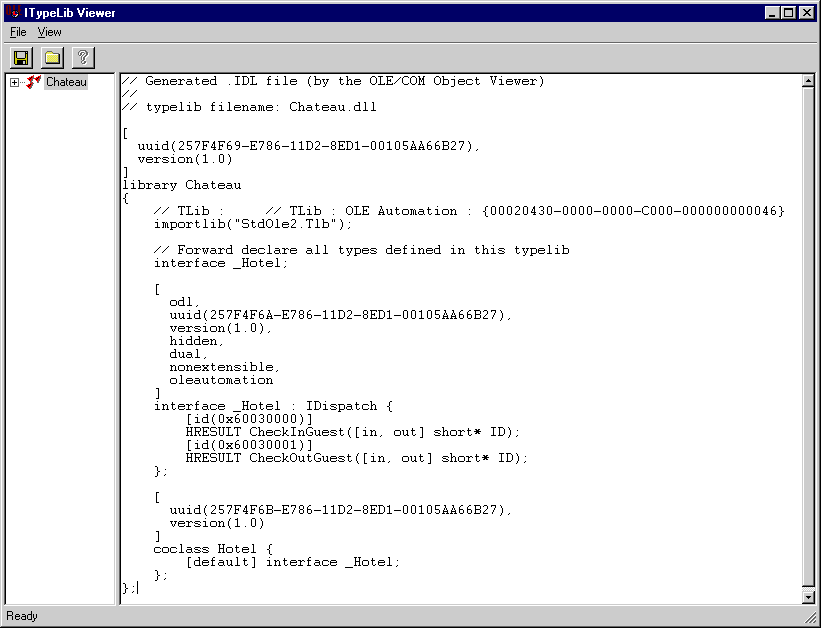 ITypeLib Viewer
File View
Chateau
// Generated .IDL file (by the OLE/COM Object Viewer)
//
// typelib filename: Chateau.dll
[
  uuid(257F4F69-E786-11D2-8ED1-00105AA66B27),
  version(1.0)
]
library Chateau
{
    // TLib :     // TLib : OLE Automation : {00020430-0000-0000-C000-000000000046}
    importlib("StdOle2.Tlb");
    // Forward declare all types defined in this typelib
    interface _Hotel;
    [
      odl,
      uuid(257F4F6A-E786-11D2-8ED1-00105AA66B27),
      version(1.0),
      hidden,
      dual,
      nonextensible,
      oleautomation
    ]
    interface _Hotel : IDispatch {
        [id(0x60030000)]
        HRESULT CheckInGuest([in, out] short* ID);
        [id(0x60030001)]
        HRESULT CheckOutGuest([in, out] short* ID);
    };
    [
      uuid(257F4F6B-E786-11D2-8ED1-00105AA66B27),
      version(1.0)
    ]
    coclass Hotel {
        [default] interface _Hotel;
    };
};
Ready